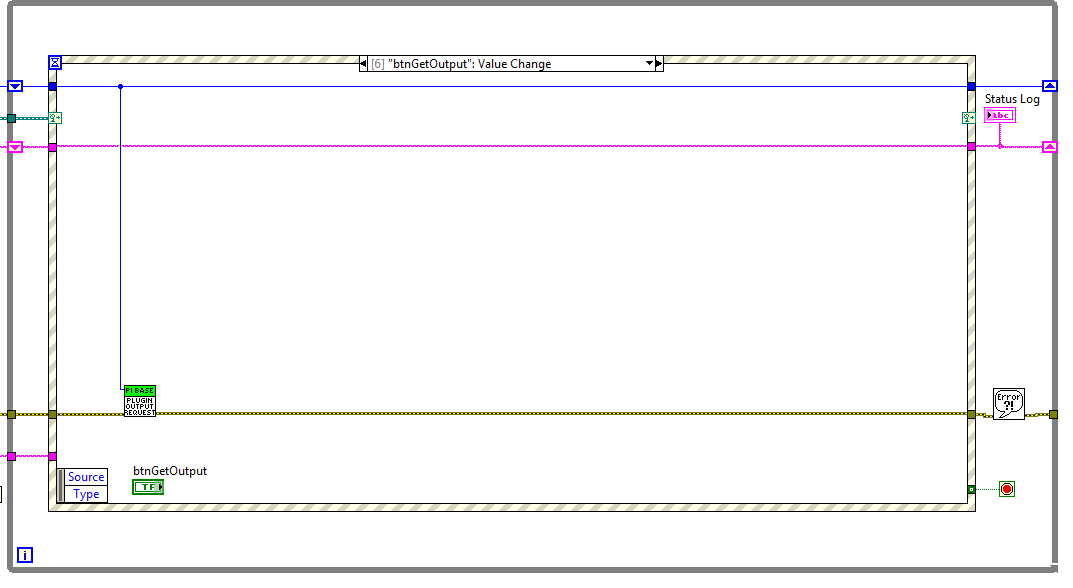 [6] "btnGetOutput": Value Change
Status Log
abc
PI BASE
PLUGIN
OUTPUT
REQUEST
Error
?!
Source
Type
btnGetOutput
TF
i